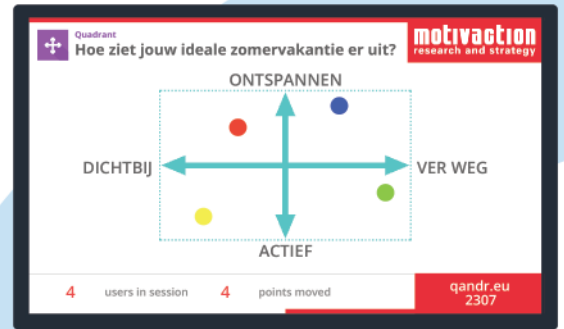 Quadrant
Hoe ziet jouw ideale zomervakantie er uit?
motivaction
research and strategy
ONTSPANNEN
DICHTBIJ
VER WEG
ACTIEF
4 users in session 4 points moved
qandr.eu
2307